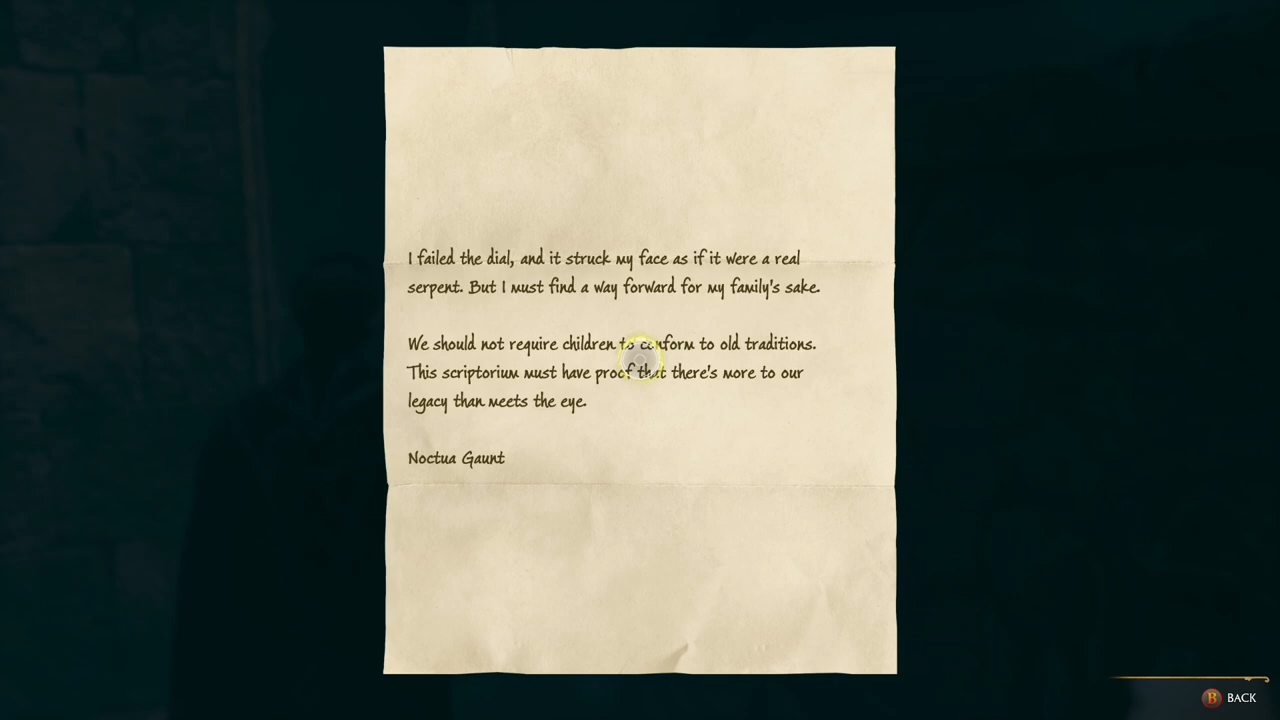 I failed the dial, and it struck my face as if it were a real
serpent. But I must find a way forward for my family's sake.
We should not require children to conform to old traditions.
This scriptorium must have proof that there's more to our
legacy than meets the eye.
Noctua Gaunt
B BACK